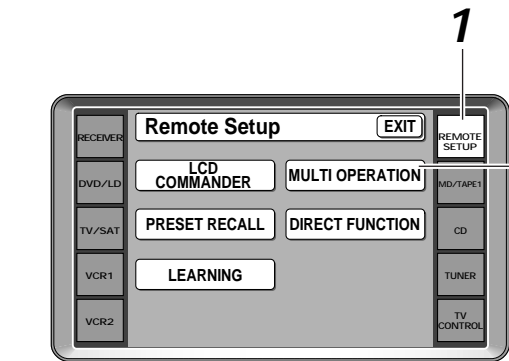 1
RECEIVER
DVD/LD
TV/SAT
VCR1
VCR2
Remote Setup
EXIT
LCD
COMMANDER
MULTI OPERATION
PRESET RECALL
DIRECT FUNCTION
LEARNING
REMOTE
SETUP
MD/TAPE1
CD
TUNER
TV
CONTROL